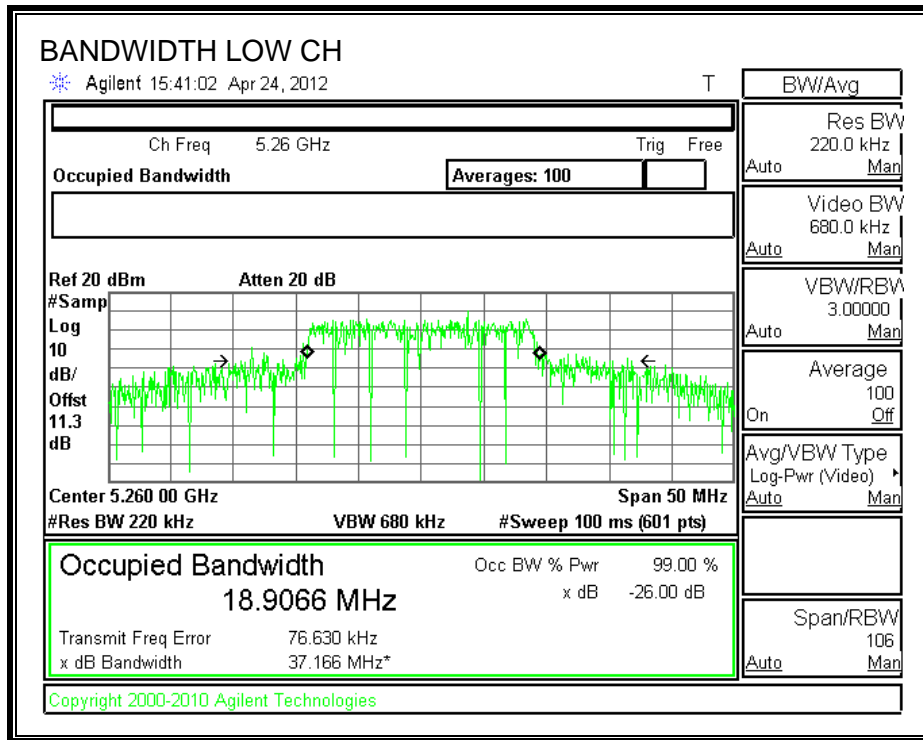 BANDWIDTH LOW CH
Agilent 15:41:02 Apr 24, 2012 T
Ch Freq 5.26 GHz Trig Free
Occupied Bandwidth Averages: 100
Ref 20 dBm Atten 20 dB
#Samp
Log
10
dB/
Offst
11.3
dB
Center 5.260 00 GHz Span 50 MHz
#Res BW 220 kHz VBW 680 kHz #Sweep 100 ms (601 pts)
Occupied Bandwidth
18.9066 MHz
Occ BW % Pwr 99.00 %
x dB -26.00 dB
Transmit Freq Error 76.630 kHz
x dB Bandwidth 37.166 MHz*
Copyright 2000-2010 Agilent Technologies
BW/Avg
Res BW
220.0 kHz
Auto Man
Video BW
680.0 kHz
Auto Man
VBW/RBW
3.00000
Auto Man
Average
100
On Off
Avg/VBW Type
Log-Pwr (Video)
Auto Man
Span/RBW
106
Auto Man